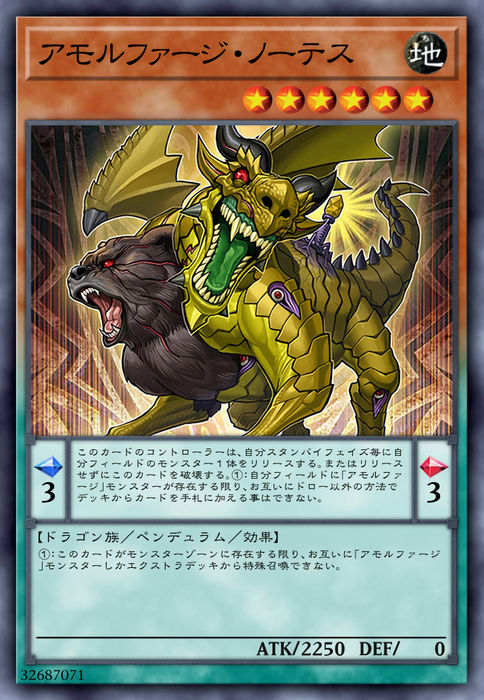 アモルファージ・ノーテス
ち
地
このカードのコントローラーは、自分スタンバイフェイズ毎に自
分フィールドのモンスター1体をリリースする。またはリリース
せずにこのカードを破壊する。①:自分フィールドに「アモルファ
ージ」モンスターが存在する限り、お互いにドロー以外の方法で
デッキからカードを手札に加える事はできない。
3
3
【ドラゴン族/ペンデュラム/効果】
①:このカードがモンスターゾーンに存在する限り、お互いに「アモルファージ
」モンスターしかエクストラデッキから特殊召喚できない。
ATK/2250 DEF/ 0
32687071